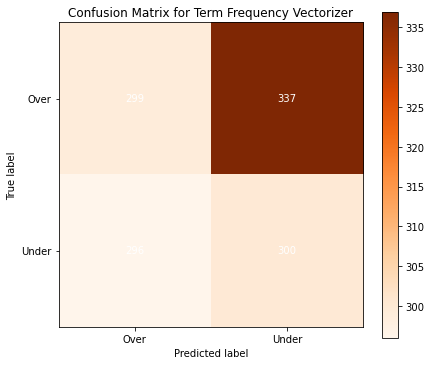 Confusion Matrix for Term Frequency Vectorizer
Over
299
337
Under
296
300
Over
Under
True label
Predicted label
335
330
325
320
315
310
305
300